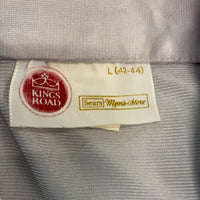 L (42-44)
KINGS
ROAD
Sears Men's Store